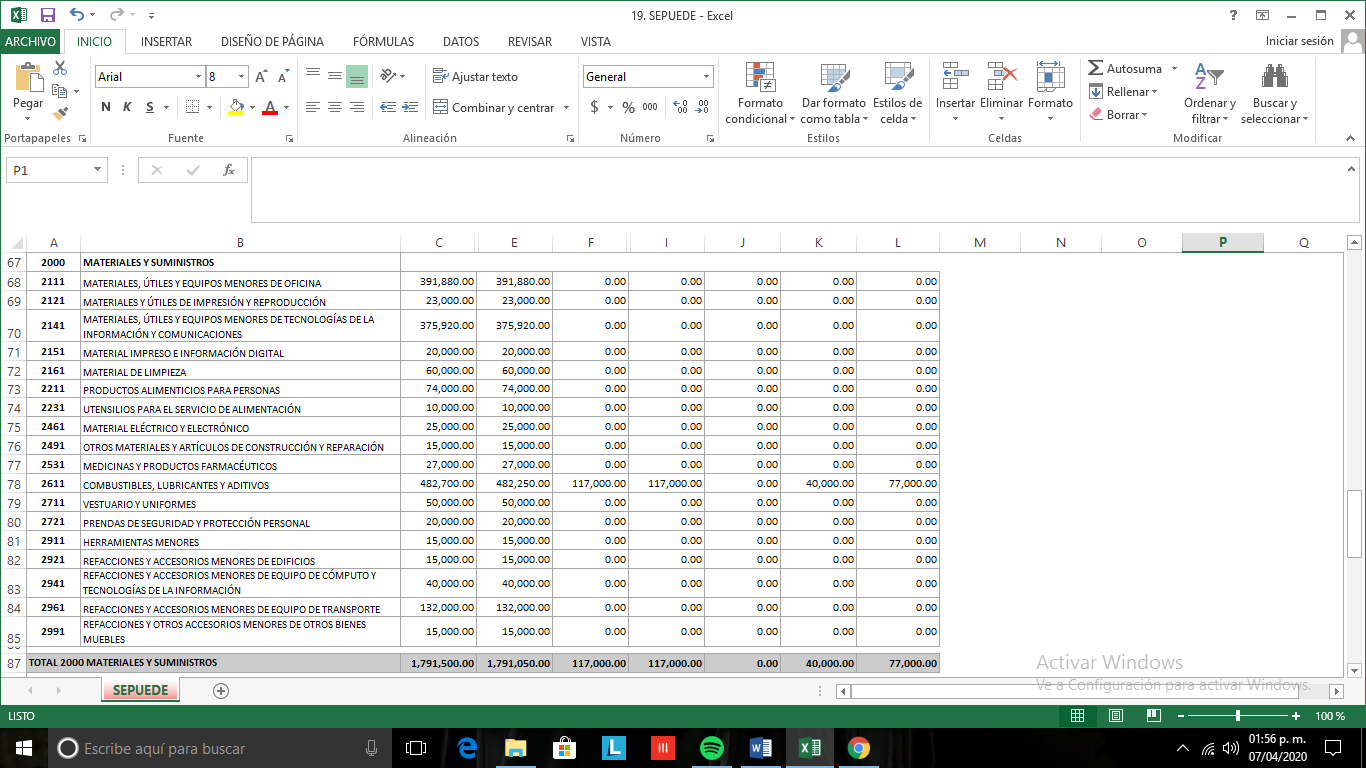 19. SEPUEDE - Excel
ARCHIVO INICIO INSERTAR DISEÑO DE PÁGINA FÓRMULAS DATOS REVISAR VISTA Iniciar sesión
Pegar
Arial 8
N K S
Ajustar texto
Combinar y centrar
General
$ % 000
Formato condicional
Dar formato como tabla
Estilos de celda
Insertar Eliminar Formato
Autosuma
Rellenar
Borrar
Ordenar y filtrar
Buscar y seleccionar
Portapapeles Fuente Alineación Número Estilos Celdas Modificar
P1 fx
A B C E F I J K L M N O P Q
67 2000 MATERIALES Y SUMINISTROS
68 2111 MATERIALES, ÚTILES Y EQUIPOS MENORES DE OFICINA 391,880.00 391,880.00 0.00 0.00 0.00 0.00 0.00
69 2121 MATERIALES Y ÚTILES DE IMPRESIÓN Y REPRODUCCIÓN 23,000.00 23,000.00 0.00 0.00 0.00 0.00 0.00
70 2141 MATERIALES, ÚTILES Y EQUIPOS MENORES DE TECNOLOGÍAS DE LA
INFORMACIÓN Y COMUNICACIONES 375,920.00 375,920.00 0.00 0.00 0.00 0.00 0.00
71 2151 MATERIAL IMPRESO E INFORMACIÓN DIGITAL 20,000.00 20,000.00 0.00 0.00 0.00 0.00 0.00
72 2161 MATERIAL DE LIMPIEZA 60,000.00 60,000.00 0.00 0.00 0.00 0.00 0.00
73 2211 PRODUCTOS ALIMENTICIOS PARA PERSONAS 74,000.00 74,000.00 0.00 0.00 0.00 0.00 0.00
74 2231 UTENSILIOS PARA EL SERVICIO DE ALIMENTACIÓN 10,000.00 10,000.00 0.00 0.00 0.00 0.00 0.00
75 2461 MATERIAL ELÉCTRICO Y ELECTRÓNICO 25,000.00 25,000.00 0.00 0.00 0.00 0.00 0.00
76 2491 OTROS MATERIALES Y ARTÍCULOS DE CONSTRUCCIÓN Y REPARACIÓN 15,000.00 15,000.00 0.00 0.00 0.00 0.00 0.00
77 2531 MEDICINAS Y PRODUCTOS FARMACÉUTICOS 27,000.00 27,000.00 0.00 0.00 0.00 0.00 0.00
78 2611 COMBUSTIBLES, LUBRICANTES Y ADITIVOS 482,700.00 482,250.00 117,000.00 117,000.00 0.00 40,000.00 77,000.00
79 2711 VESTUARIO Y UNIFORMES 50,000.00 50,000.00 0.00 0.00 0.00 0.00 0.00
80 2721 PRENDAS DE SEGURIDAD Y PROTECCIÓN PERSONAL 20,000.00 20,000.00 0.00 0.00 0.00 0.00 0.00
81 2911 HERRAMIENTAS MENORES 15,000.00 15,000.00 0.00 0.00 0.00 0.00 0.00
82 2921 REFACCIONES Y ACCESORIOS MENORES DE EDIFICIOS 15,000.00 15,000.00 0.00 0.00 0.00 0.00 0.00
83 2941 REFACCIONES Y ACCESORIOS MENORES DE EQUIPO DE CÓMPUTO Y
TECNOLOGÍAS DE LA INFORMACIÓN 40,000.00 40,000.00 0.00 0.00 0.00 0.00 0.00
84 2961 REFACCIONES Y ACCESORIOS MENORES DE EQUIPO DE TRANSPORTE 132,000.00 132,000.00 0.00 0.00 0.00 0.00 0.00
85 2991 REFACCIONES Y OTROS ACCESORIOS MENORES DE OTROS BIENES
MUEBLES 15,000.00 15,000.00 0.00 0.00 0.00 0.00 0.00
87 TOTAL 2000 MATERIALES Y SUMINISTROS 1,791,500.00 1,791,050.00 117,000.00 117,000.00 0.00 40,000.00 77,000.00
Activar Windows
Ve a Configuración para activar Windows.
SEPUEDE
LISTO 100 %
Escribe aquí para buscar
01:56 p. m.
07/04/2020